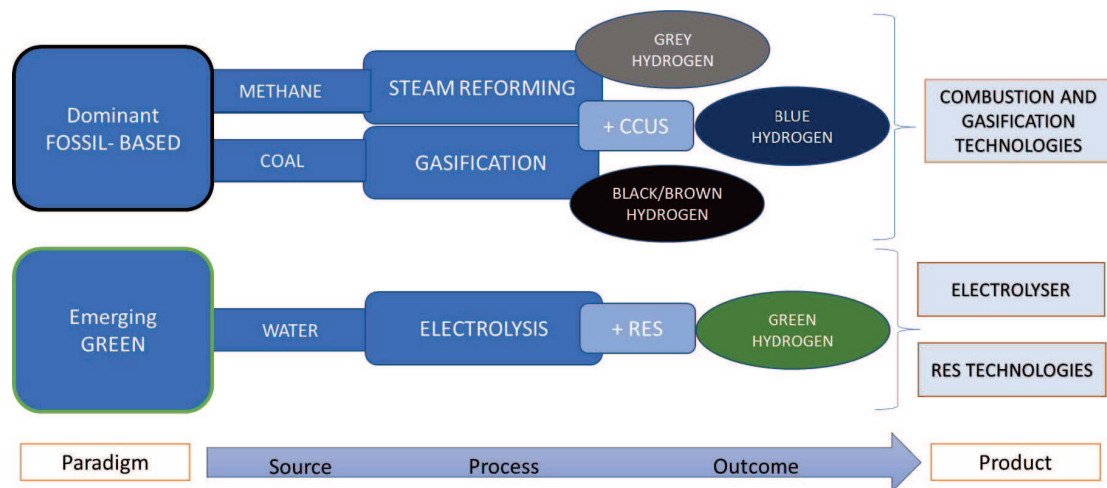 Dominant
FOSSIL- BASED
METHANE
COAL
STEAM REFORMING
GASIFICATION
+ CCUS
GREY
HYDROGEN
BLUE
HYDROGEN
BLACK/BROWN
HYDROGEN
COMBUSTION AND
GASIFICATION
TECHNOLOGIES
Emerging
GREEN
WATER
ELECTROLYSIS
+ RES
GREEN
HYDROGEN
ELECTROLYSER
RES TECHNOLOGIES
Paradigm
Source
Process
Outcome
Product